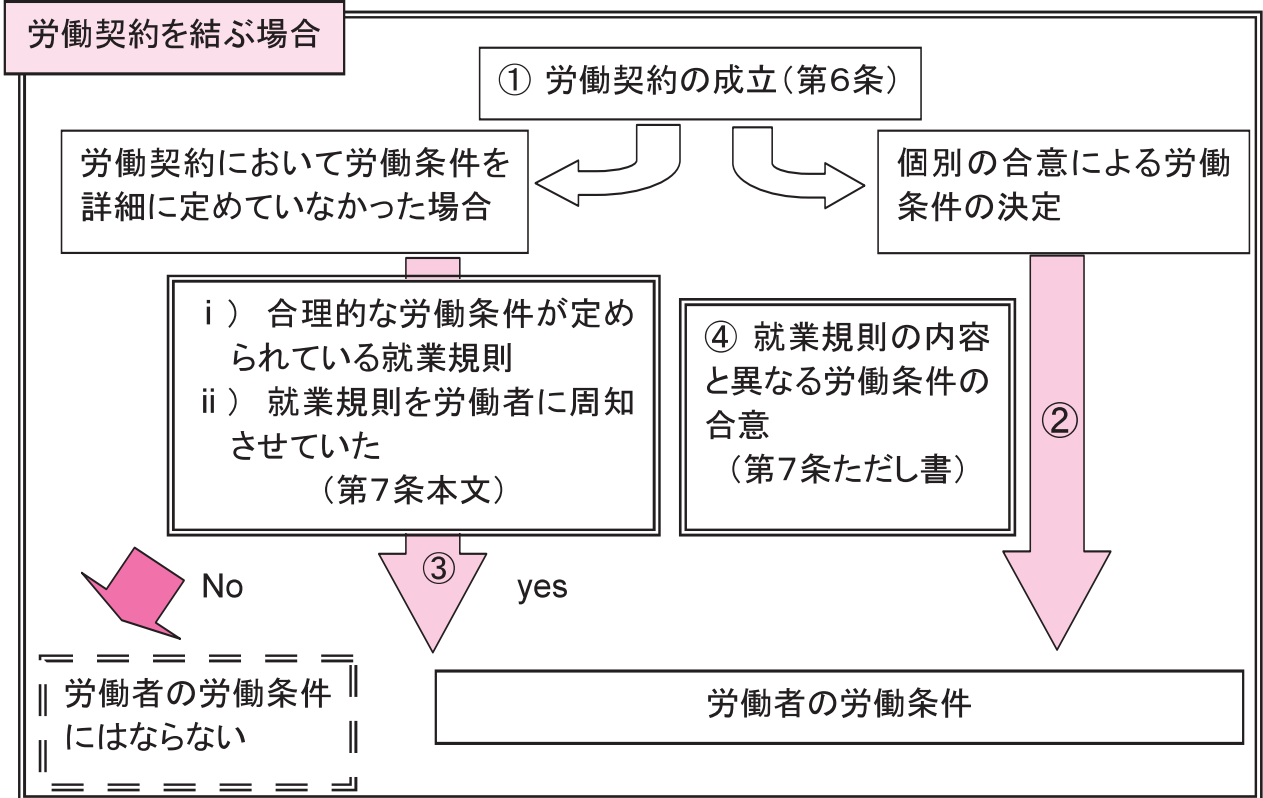 労働契約を結ぶ場合
① 労働契約の成立（第６条）
労働契約において労働条件を
詳細に定めていなかった場合
個別の合意による労働
条件の決定
ⅰ） 合理的な労働条件が定め
られている就業規則
ⅱ） 就業規則を労働者に周知
させていた
（第７条本文）
④ 就業規則の内容
と異なる労働条件の
合意
（第７条ただし書）
②
③
No
yes
労働者の労働条件
にはならない
労働者の労働条件